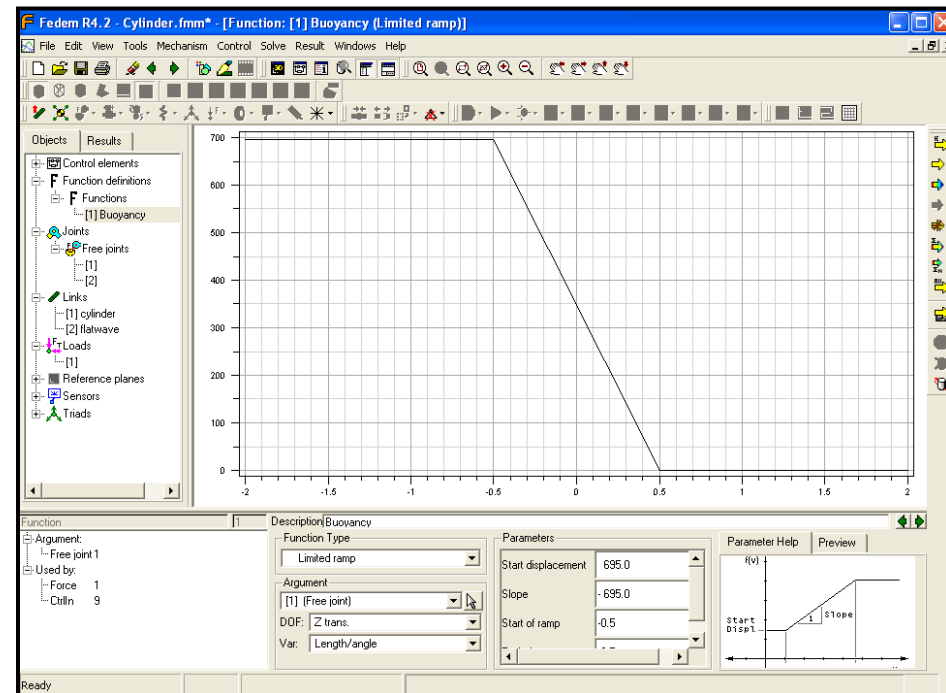 Fedem R4.2 - Cylinder.fmm* - [Function: [1] Buoyancy (Limited ramp)]
File Edit View Tools Mechanism Control Solve Result Windows Help
Objects Results
Control elements
Function definitions
Functions
[1] Buoyancy
Joints
Free joints
[1]
[2]
Links
[1] cylinder
[2] flatwave
Loads
[1]
Reference planes
Sensors
Triads
700
600
500
400
300
200
100
0
-2 -1.5 -1 -0.5 0 0.5 1 1.5 2
Function 1 Description Buoyancy
Argument:
Free joint 1
Used by:
Force 1
CtrlIn 9
Function Type
Limited ramp
Argument
[1] (Free joint)
DOF: Z trans.
Var: Length/angle
Parameters
Start displacement 695.0
Slope -695.0
Start of ramp -0.5
Parameter Help Preview
f(v)
Start
Displ.
1 Slope
Ready